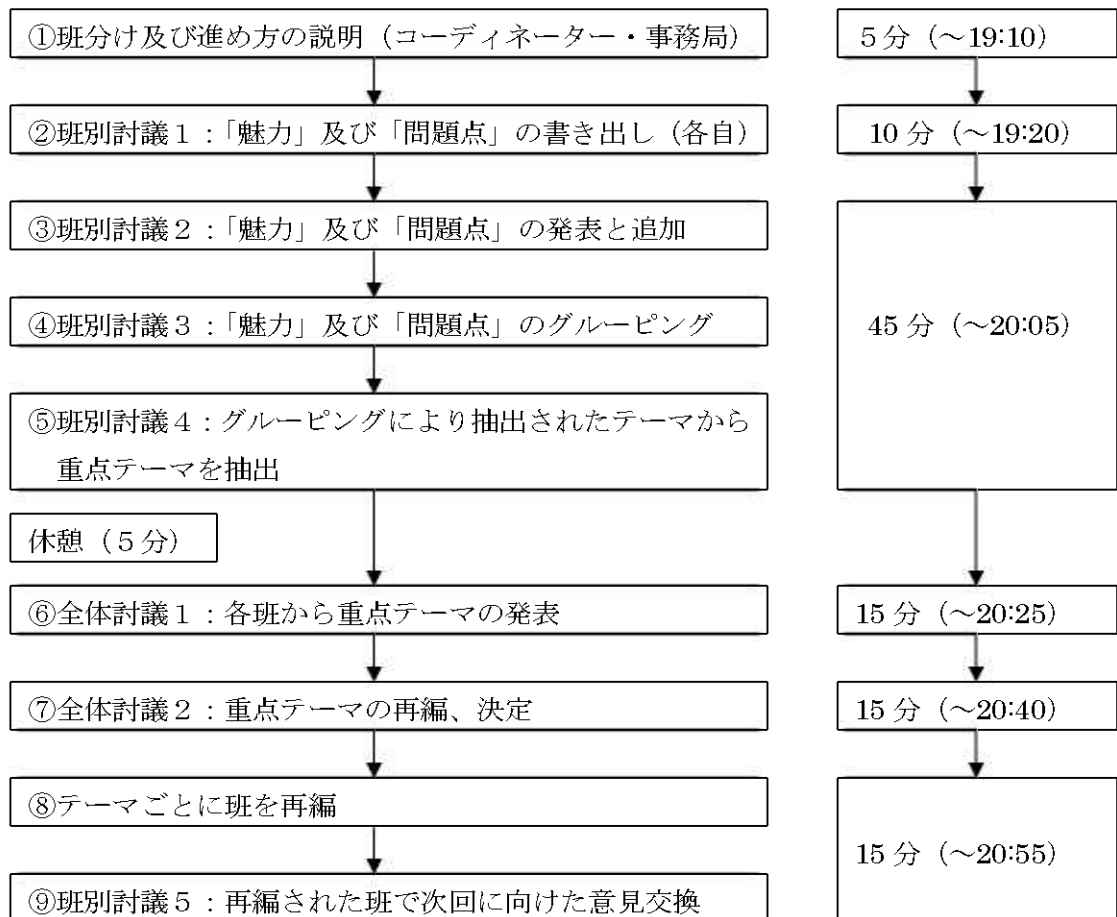 ①班分け及び進め方の説明（コーディネーター・事務局）
5分（～19:10）
②班別討議１：「魅力」及び「問題点」の書き出し（各自）
10分（～19:20）
③班別討議２：「魅力」及び「問題点」の発表と追加
④班別討議３：「魅力」及び「問題点」のグルーピング
45分（～20:05）
⑤班別討議４：グルーピングにより抽出されたテーマから
重点テーマを抽出
休憩（５分）
⑥全体討議１：各班から重点テーマの発表
15分（～20:25）
⑦全体討議２：重点テーマの再編、決定
15分（～20:40）
⑧テーマごとに班を再編
15分（～20:55）
⑨班別討議５：再編された班で次回に向けた意見交換